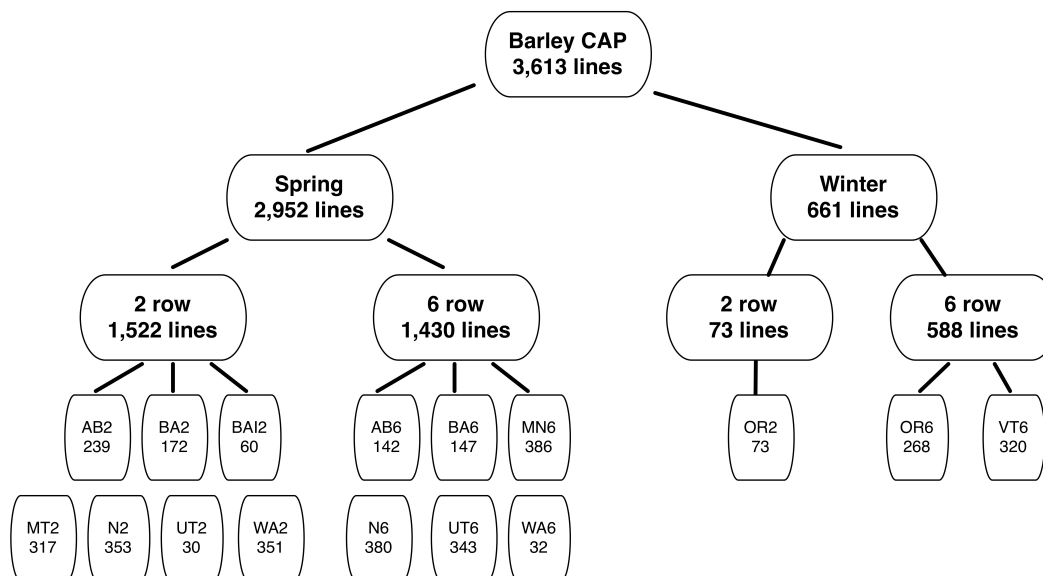 Barley CAP
3,613 lines
Spring
2,952 lines
Winter
661 lines
2 row
1,522 lines
6 row
1,430 lines
2 row
73 lines
6 row
588 lines
AB2
239
BA2
172
BAI2
60
AB6
142
BA6
147
MN6
386
OR2
73
OR6
268
VT6
320
MT2
317
N2
353
UT2
30
WA2
351
N6
380
UT6
343
WA6
32